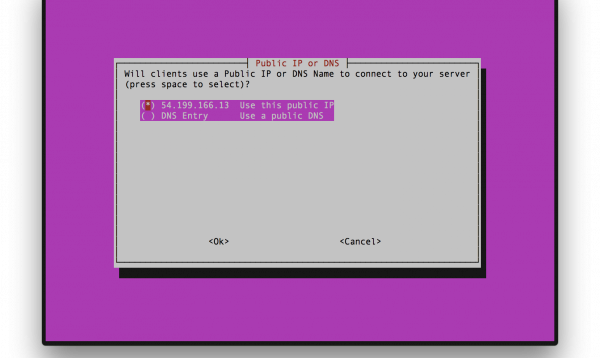 Public IP or DNS
Will clients use a Public IP or DNS Name to connect to your server
(press space to select)?
(*) 54.199.166.13 Use this public IP
( ) DNS Entry Use a public DNS
<Ok> <Cancel>